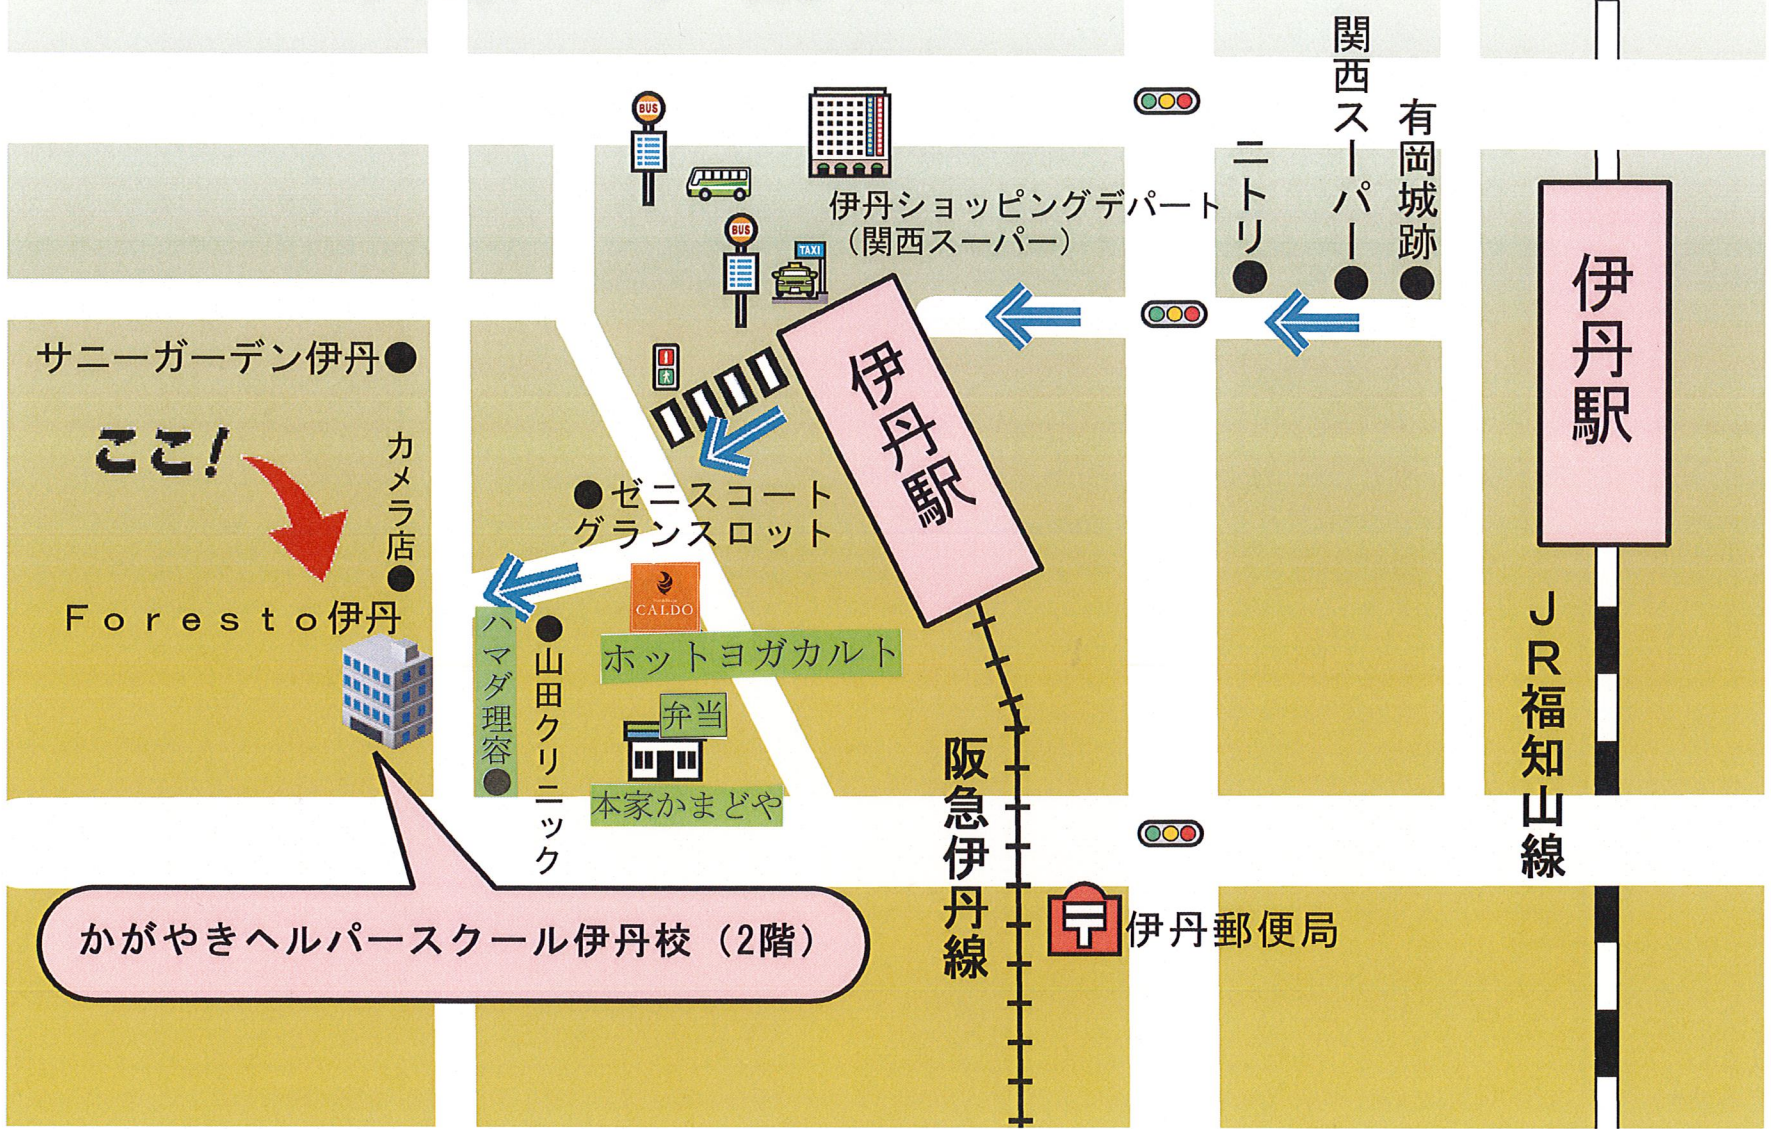 関西スーパー
有岡城跡
ニトリ
BUS
伊丹ショッピングデパート
（関西スーパー）
BUS
TAXI
伊丹駅
伊丹駅
サニーガーデン伊丹
ここ！
カメラ店
ゼニスコート
グランスロット
Ｆｏｒｅｓｔｏ伊丹
CALDO
ホットヨガカルト
ハマダ理容
山田クリニック
弁当
本家かまどや
阪急伊丹線
ＪＲ福知山線
かがやきヘルパースクール伊丹校（2階）
伊丹郵便局